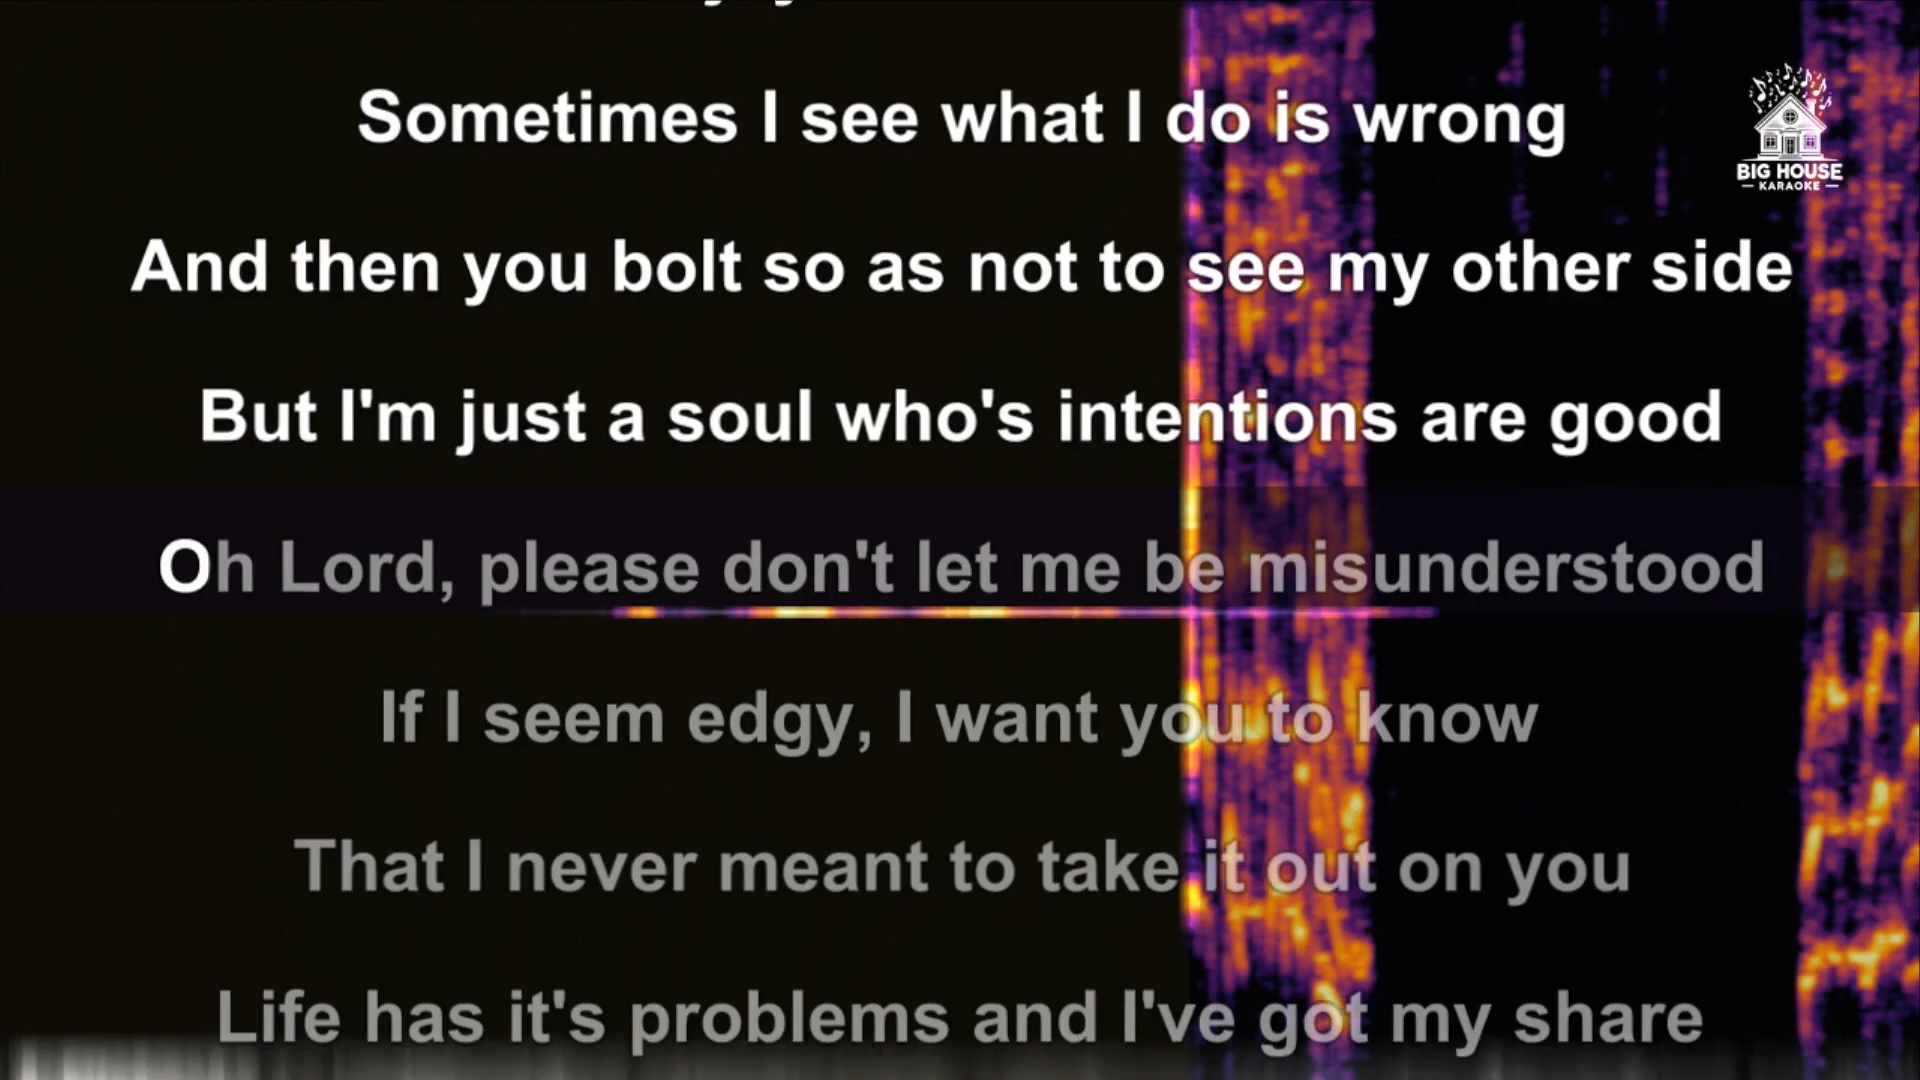 Sometimes I see what I do is wrong
BIG HOUSE
KARAOKE
And then you bolt so as not to see my other side
But I'm just a soul who's intentions are good
Oh Lord, please don't let me be misunderstood
If I seem edgy, I want you to know
That I never meant to take it out on you
Life has it's problems and I've got my share